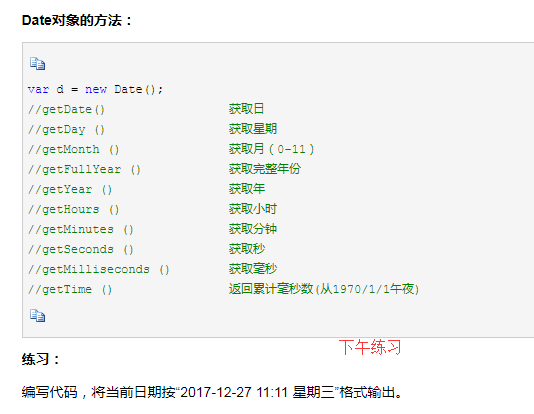 Date对象的方法：
var d = new Date();
//getDate() 获取日
//getDay () 获取星期
//getMonth () 获取月（0-11）
//getFullYear () 获取完整年份
//getYear () 获取年
//getHours () 获取小时
//getMinutes () 获取分钟
//getSeconds () 获取秒
//getMilliseconds () 获取毫秒
//getTime () 返回累计毫秒数(从1970/1/1午夜)
下午练习
练习：
编写代码，将当前日期按“2017-12-27 11:11 星期三”格式输出。